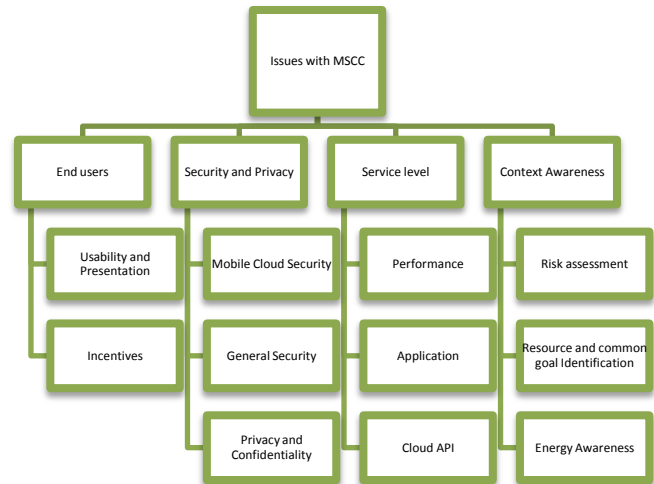 Issues with MSCC
End users
Security and Privacy
Service level
Context Awareness
Usability and
Presentation
Mobile Cloud Security
Performance
Risk assessment
Incentives
General Security
Application
Resource and common
goal Identification
Privacy and
Confidentiality
Cloud API
Energy Awareness